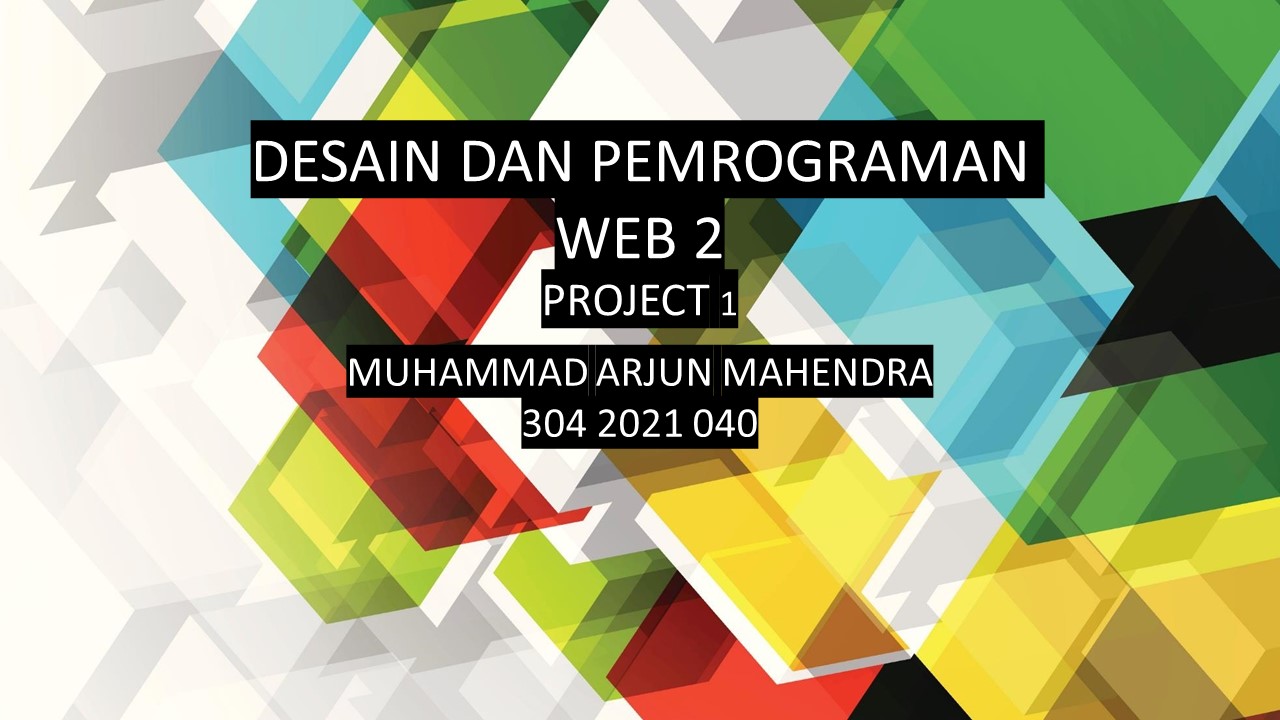 DESAIN DAN PEMROGRAMAN
WEB 2
PROJECT 1
MUHAMMAD ARJUN MAHENDRA
304 2021 040